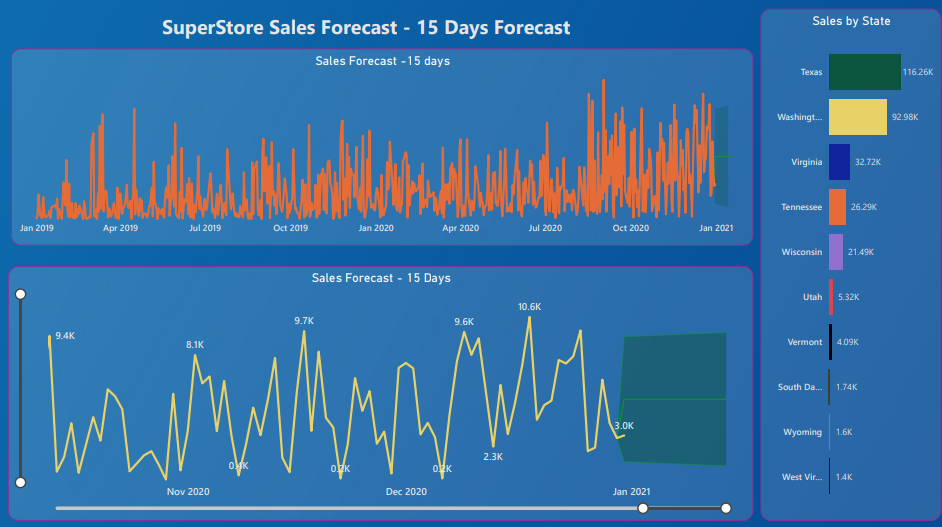 SuperStore Sales Forecast - 15 Days Forecast
Sales Forecast -15 days
Jan 2019 Apr 2019 Jul 2019 Oct 2019 Jan 2020 Apr 2020 Jul 2020 Oct 2020 Jan 2021
Sales Forecast - 15 Days
9.4K
8.1K
0.4K
9.7K
0.2K
0.2K
9.6K
2.3K
10.6K
3.0K
Nov 2020 Dec 2020 Jan 2021
Sales by State
Texas 116.26K
Washingt... 92.98K
Virginia 32.72K
Tennessee 26.29K
Wisconsin 21.49K
Utah 5.32K
Vermont 4.09K
South Da... 1.74K
Wyoming 1.6K
West Vir... 1.4K